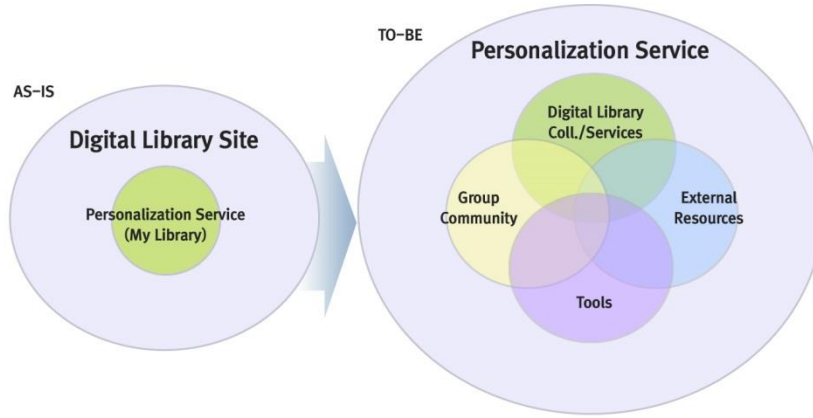 AS-IS
Digital Library Site
Personalization Service
(My Library)
TO-BE
Personalization Service
Digital Library
Coll./Services
Group
Community
External
Resources
Tools